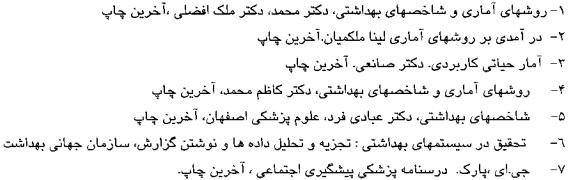 ۱- روشهای آماری و شاخصهای بهداشتی، دکتر محمد، دکتر ملک افضلی ،آخرین چاپ
۲- در آمدی بر روشهای آماری لینا ملکمیان.آخرین چاپ
۳- آمار حیاتی کاربردی. دکتر صانعی. آخرین چاپ
۴- روشهای آماری و شاخصهای بهداشتی، دکتر کاظم محمد، آخرین چاپ
۵- شاخصهای بهداشتی، دکتر عبادی فرد، علوم پزشکی اصفهان، آخرین چاپ
۶- تحقیق در سیستمهای بهداشتی : تجزیه و تحلیل داده ها و نوشتن گزارش، سازمان جهانی بهداشت
۷- جی.ای ،پارک. درسنامه پزشکی پیشگیری اجتماعی ، آخرین چاپ.